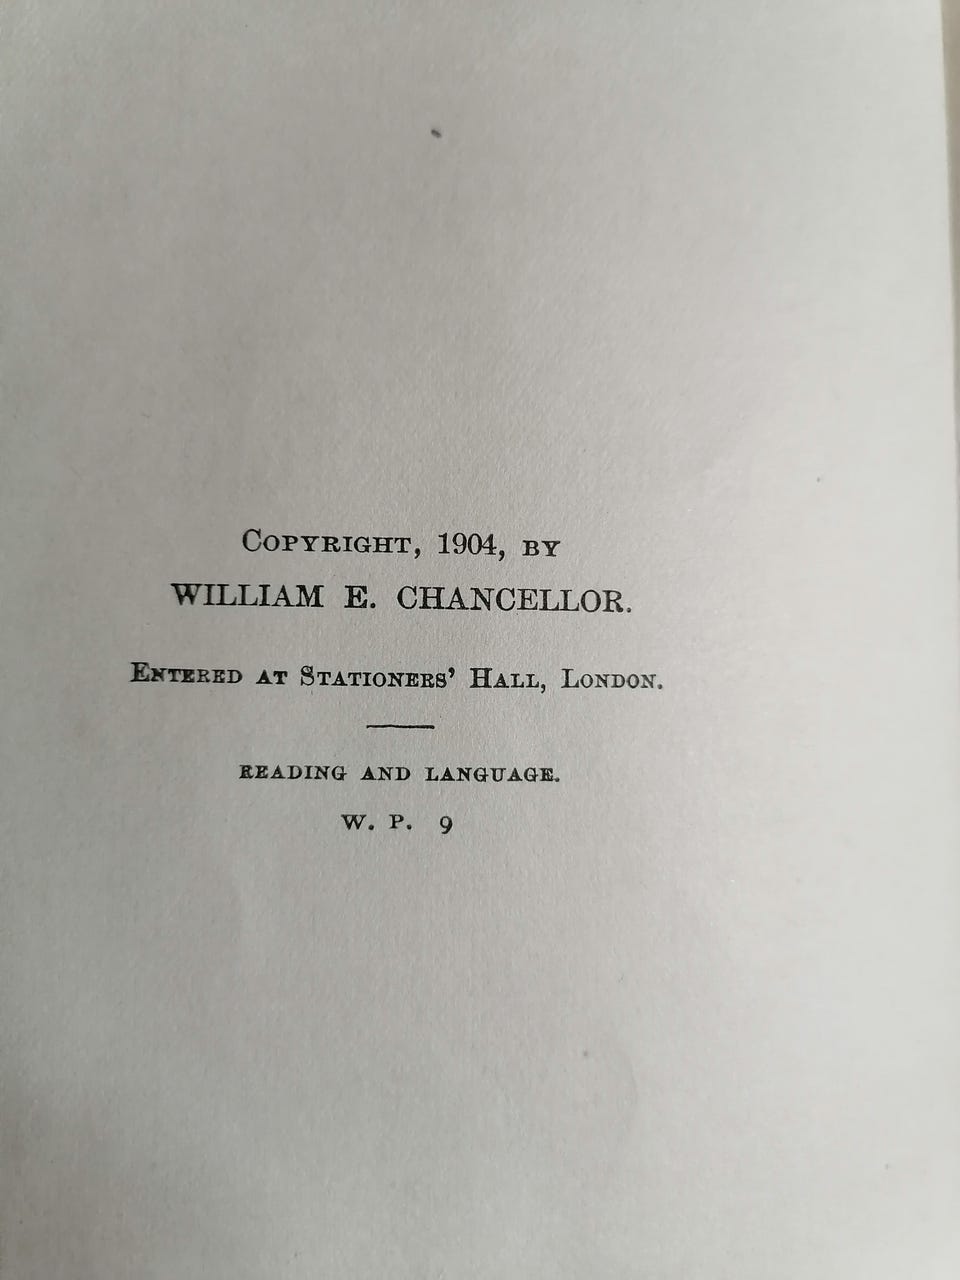 Copyright, 1904, by
WILLIAM E. CHANCELLOR.
Entered at Stationers' Hall, London.
READING AND LANGUAGE.
W. P. 9